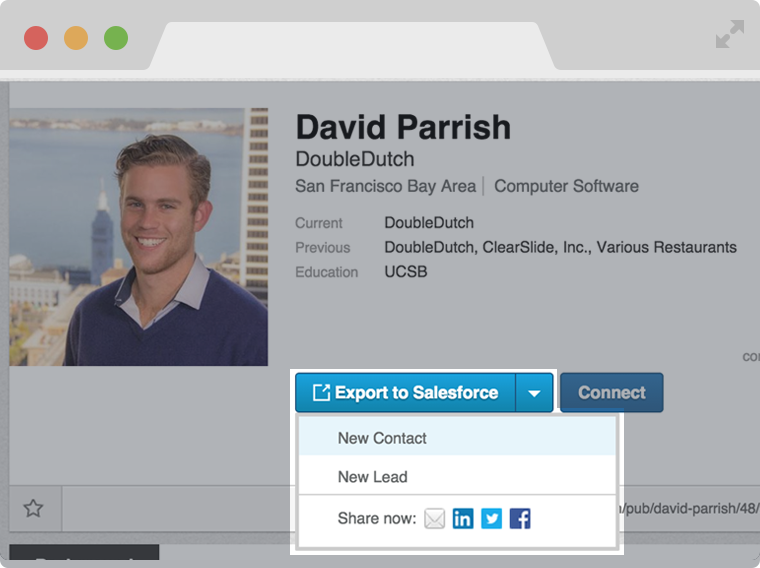 David Parrish
DoubleDutch
San Francisco Bay Area | Computer Software
Current DoubleDutch
Previous DoubleDutch, ClearSlide, Inc., Various Restaurants
Education UCSB
Export to Salesforce
Connect
New Contact
New Lead
Share now:
/pub/david-parrish/48/